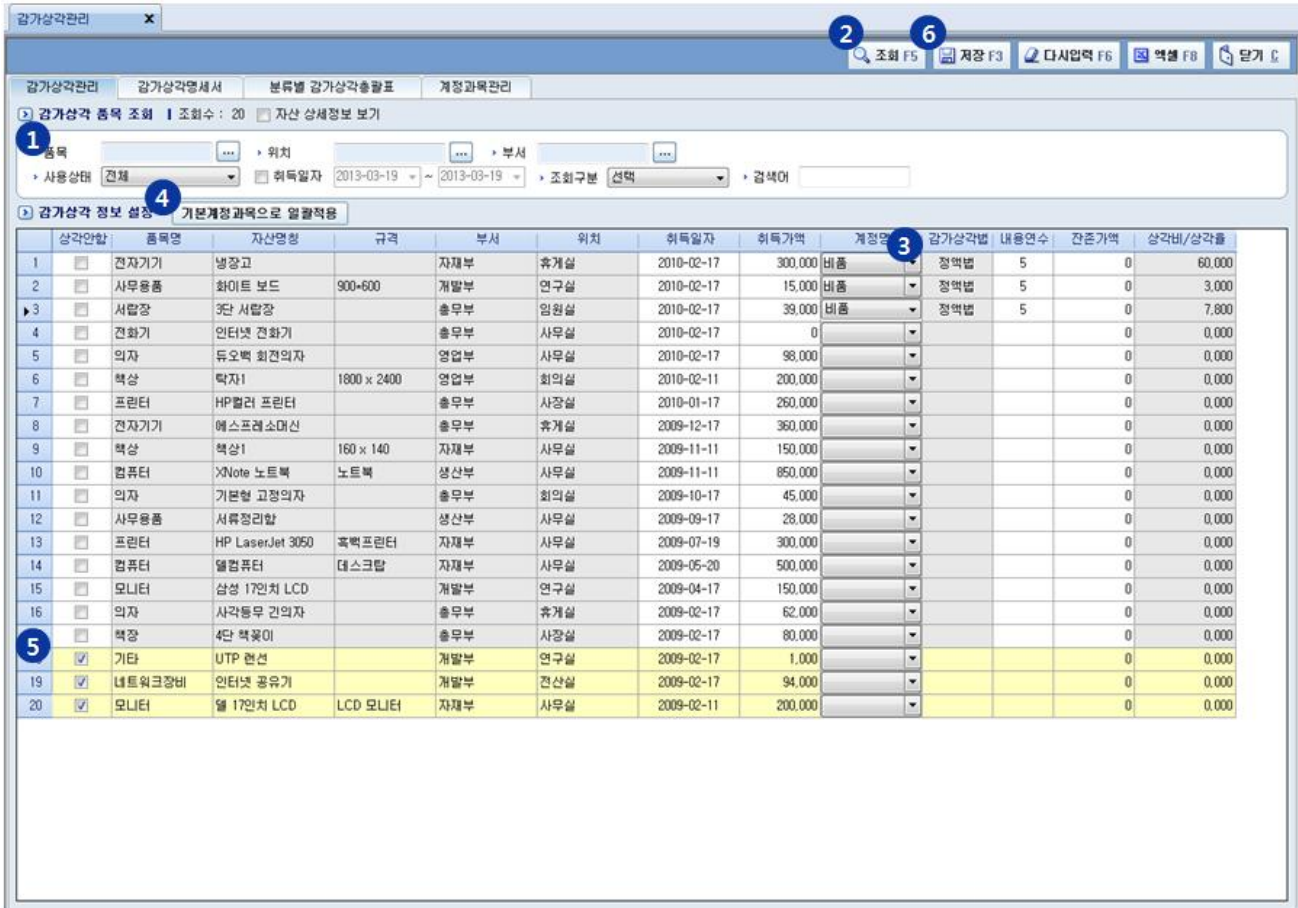 감가상각관리 x
2 6
조회 F5 저장 F3 다시입력 F6 엑셀 F8 닫기 C
감가상각관리 감가상각명세서 분류별 감가상각총괄표 계정과목관리
감가상각 품목 조회 조회수 : 20 자산 상세정보 보기
1 품목 ... 위치 ... 부서 ...
사용상태 전체 취득일자 2013-03-19 ~ 2013-03-19 조회구분 선택 검색어
감가상각 정보 설정 4 기본계정과목으로 일괄적용
상각안함 품목명 자산명칭 규격 부서 위치 취득일자 취득가액 계정명 3 감가상각법 내용연수 잔존가액 상각비/상각률
1 전자기기 냉장고 자재부 휴게실 2010-02-17 300,000 비품 정액법 5 0 60,000
2 사무용품 화이트 보드 900*600 개발부 연구실 2010-02-17 15,000 비품 정액법 5 0 3,000
3 서랍장 3단 서랍장 총무부 임원실 2010-02-17 39,000 비품 정액법 5 0 7,800
4 전화기 인터넷 전화기 총무부 사무실 2010-02-17 0 0 0,000
5 의자 듀오백 회전의자 영업부 사무실 2010-02-17 98,000 0 0,000
6 책상 탁자1 1800 x 2400 영업부 회의실 2010-02-11 200,000 0 0,000
7 프린터 HP컬러 프린터 총무부 사장실 2010-01-17 260,000 0 0,000
8 전자기기 에스프레소머신 총무부 휴게실 2009-12-17 360,000 0 0,000
9 책상 책상1 160 x 140 자재부 사무실 2009-11-11 150,000 0 0,000
10 컴퓨터 XNote 노트북 노트북 생산부 사무실 2009-11-11 850,000 0 0,000
11 의자 기본형 고정의자 총무부 회의실 2009-10-17 45,000 0 0,000
12 사무용품 서류정리함 생산부 사무실 2009-09-17 28,000 0 0,000
13 프린터 HP LaserJet 3050 흑백프린터 자재부 사무실 2009-07-19 300,000 0 0,000
14 컴퓨터 델컴퓨터 데스크탑 자재부 사무실 2009-05-20 500,000 0 0,000
15 모니터 삼성 17인치 LCD 개발부 연구실 2009-04-17 150,000 0 0,000
16 의자 사각등무 긴의자 총무부 휴게실 2009-02-17 62,000 0 0,000
책장 4단 책꽂이 총무부 사장실 2009-02-17 80,000 0 0,000
5 기타 UTP 랜선 개발부 연구실 2009-02-17 1,000 0 0,000
19 네트워크장비 인터넷 공유기 개발부 전산실 2009-02-17 94,000 0 0,000
20 모니터 델 17인치 LCD LCD 모니터 자재부 사무실 2009-02-11 200,000 0 0,000